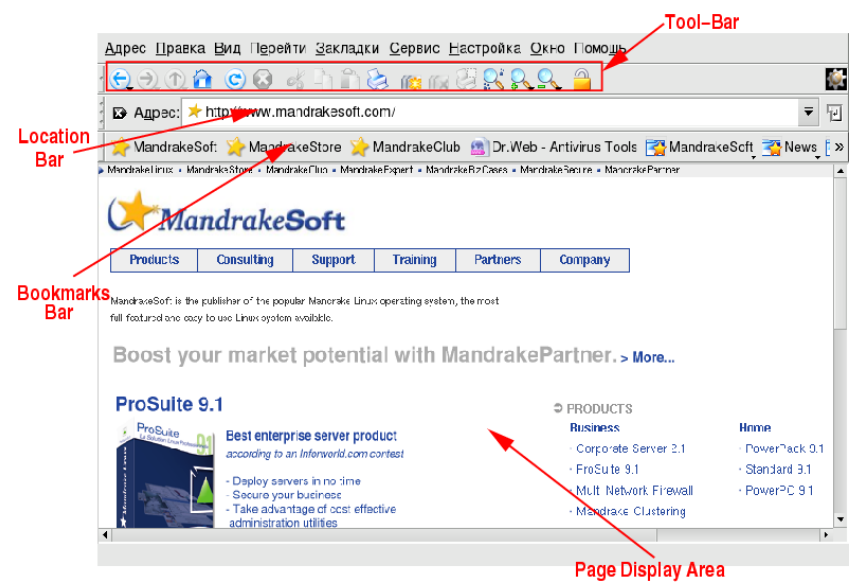 Tool-Bar
Адрес Правка Вид Перейти Закладки Сервис Настройка Окно Помощь
Location Bar
Адрес: http://www.mandrakesoft.com/
MandrakeSoft MandrakeStore MandrakeClub Dr.Web - Antivirus Tools MandrakeSoft News »
MandrakeLinux • MandrakeStore • MandrakeClub • MandrakeExpert • MandrakeBizCases • MandrakeSecure • MandrakePartner
MandrakeSoft
Products Consulting Support Training Partners Company
Bookmarks Bar
MandrakeSoft is the publisher of the popular Mandrake Linux operating system, the most
full featured and easy to use Linux system available.
Boost your market potential with MandrakePartner. > More...
ProSuite 9.1
PRODUCTS
ProSuite
9.1
Best enterprise server product
according to an Inforworld.com contest
- Deploy servers in no time
- Secure your business
- Take advantage of cost effective
administration utilities
Business Home
· Corporate Server 2.1 · PowerPack 9.1
· ProSuite 9.1 · Standard 9.1
· Multi Network Firewall · PowerPC 9.1
· Mandrake Clustering
Page Display Area